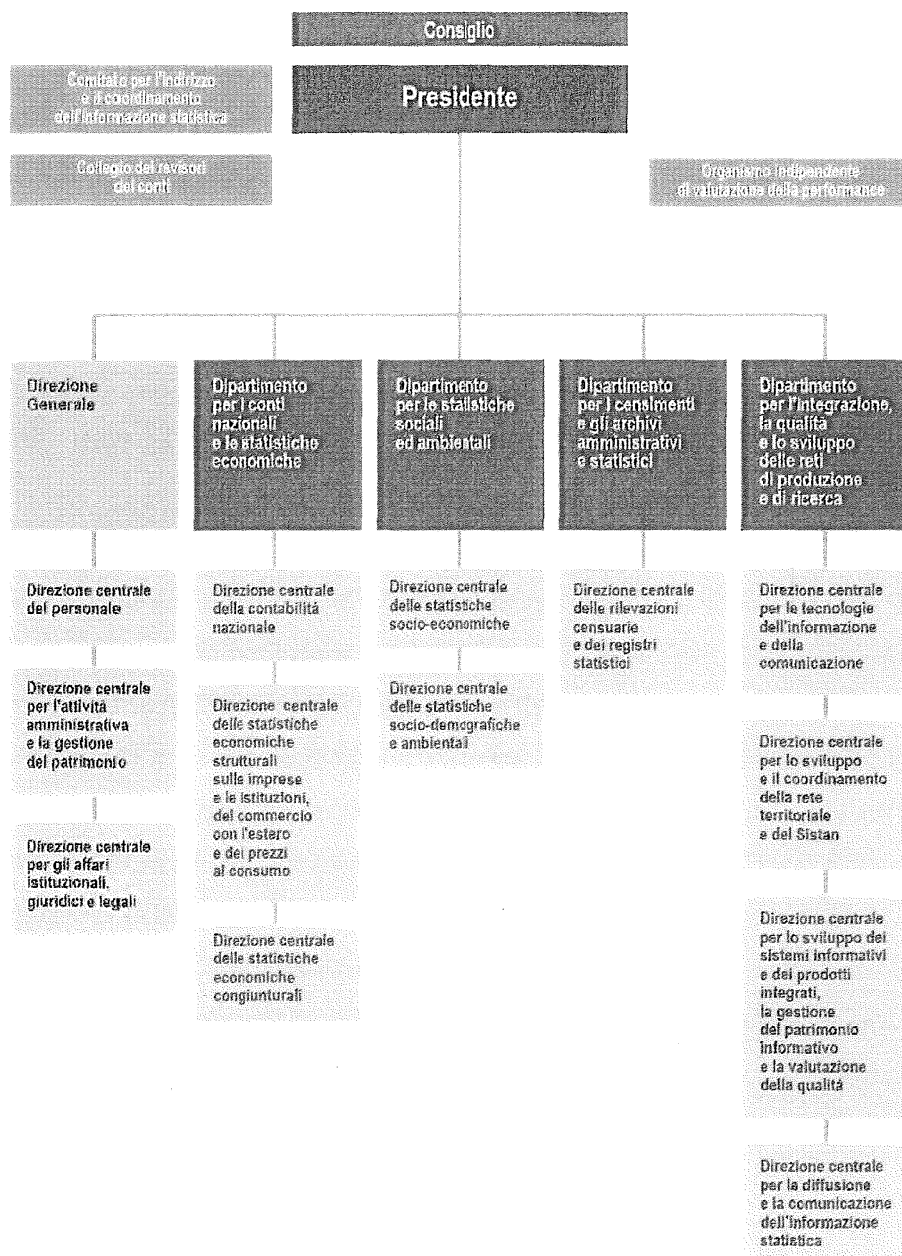 Consiglio
Presidente
Comitato per l'indirizzo
e il coordinamento
dell'informazione statistica
Collegio dei revisori
dei conti
Organismo indipendente
di valutazione della performance
Direzione
Generale
Direzione centrale
del personale
Direzione centrale
per l'attività
amministrativa
e la gestione
del patrimonio
Direzione centrale
per gli affari
istituzionali,
giuridici e legali
Dipartimento
per i conti
nazionali
e le statistiche
economiche
Direzione centrale
della contabilità
nazionale
Direzione centrale
delle statistiche
economiche
strutturali
sulle imprese
e le istituzioni,
del commercio
con l'estero
e dei prezzi
al consumo
Direzione centrale
delle statistiche
economiche
congiunturali
Dipartimento
per le statistiche
sociali
ed ambientali
Direzione centrale
delle statistiche
socio-economiche
Direzione centrale
delle statistiche
socio-demografiche
e ambientali
Dipartimento
per i censimenti
e gli archivi
amministrativi
e statistici
Direzione centrale
delle rilevazioni
censuarie
e dei registri
statistici
Dipartimento
per l'integrazione,
la qualità
e lo sviluppo
delle reti
di produzione
e di ricerca
Direzione centrale
per le tecnologie
dell'informazione
e della
comunicazione
Direzione centrale
per lo sviluppo
e il coordinamento
della rete
territoriale
e del Sistan
Direzione centrale
per lo sviluppo dei
sistemi informativi
e dei prodotti
integrati,
la gestione
del patrimonio
informativo
e la valutazione
della qualità
Direzione centrale
per la diffusione
e la comunicazione
dell'informazione
statistica